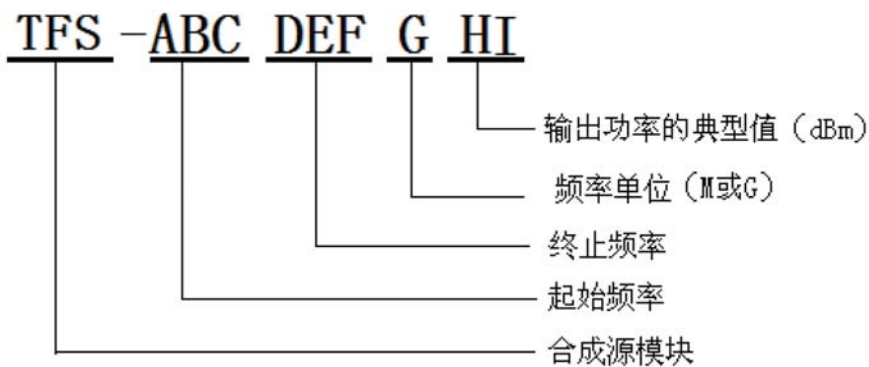 TFS-ABC DEF G HI
输出功率的典型值（dBm）
频率单位（M或G）
终止频率
起始频率
合成源模块